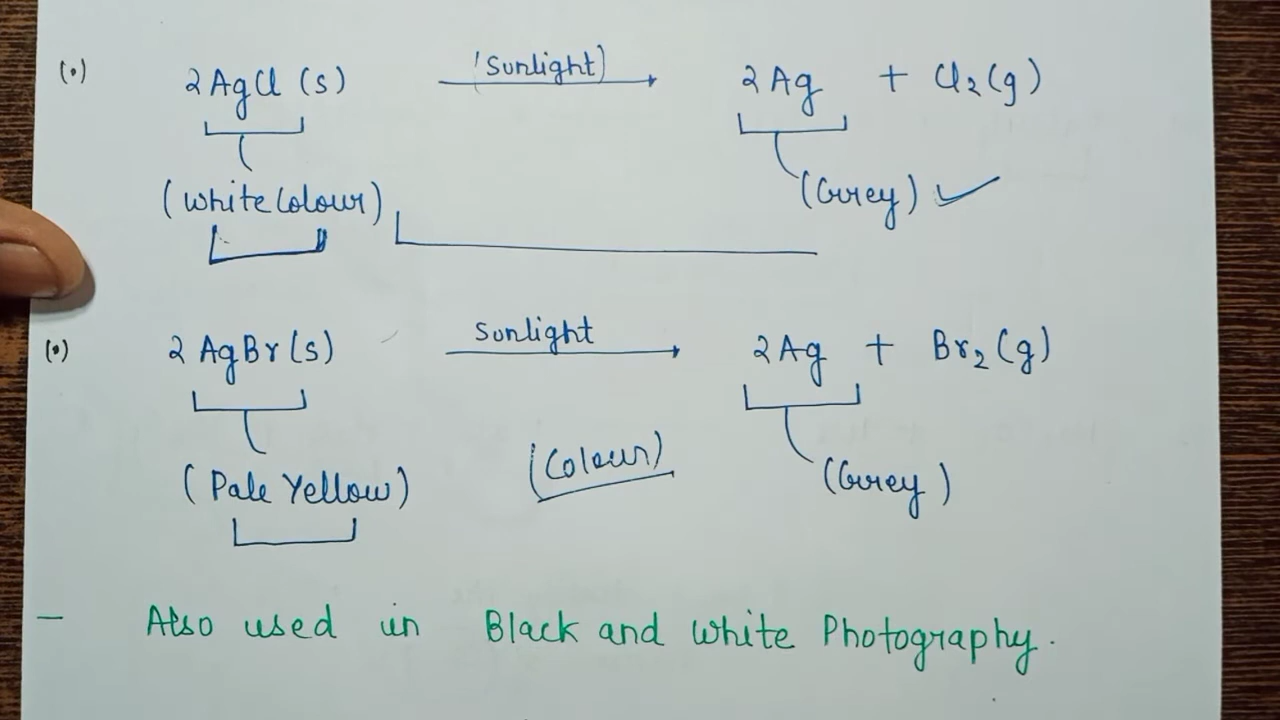 (•) 2AgCl (s) (Sunlight) 2Ag + Cl₂(g)
(White Colour) (Grey) ✓
(•) 2AgBr(s) Sunlight 2Ag + Br₂(g)
(Pale Yellow) (Colour) (Grey)
– Also used in Black and White Photography.